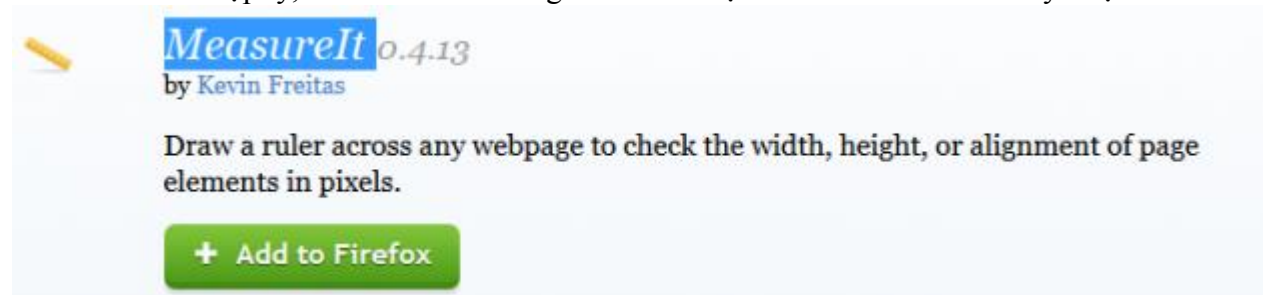 MeasureIt 0.4.13
by Kevin Freitas
Draw a ruler across any webpage to check the width, height, or alignment of page
elements in pixels.
+ Add to Firefox